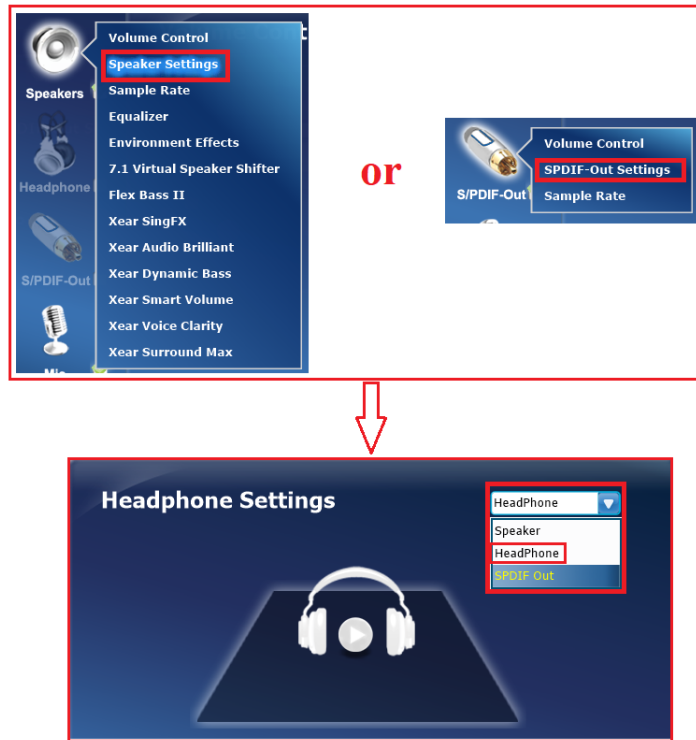 Volume Control
Speaker Settings
Speakers
Sample Rate
Equalizer
Environment Effects
7.1 Virtual Speaker Shifter
Headphone
Flex Bass II
Xear SingFX
Xear Audio Brilliant
Xear Dynamic Bass
S/PDIF-Out
Xear Smart Volume
Xear Voice Clarity
Xear Surround Max
or
Volume Control
SPDIF-Out Settings
S/PDIF-Out
Sample Rate
Headphone Settings
HeadPhone
Speaker
HeadPhone
SPDIF Out